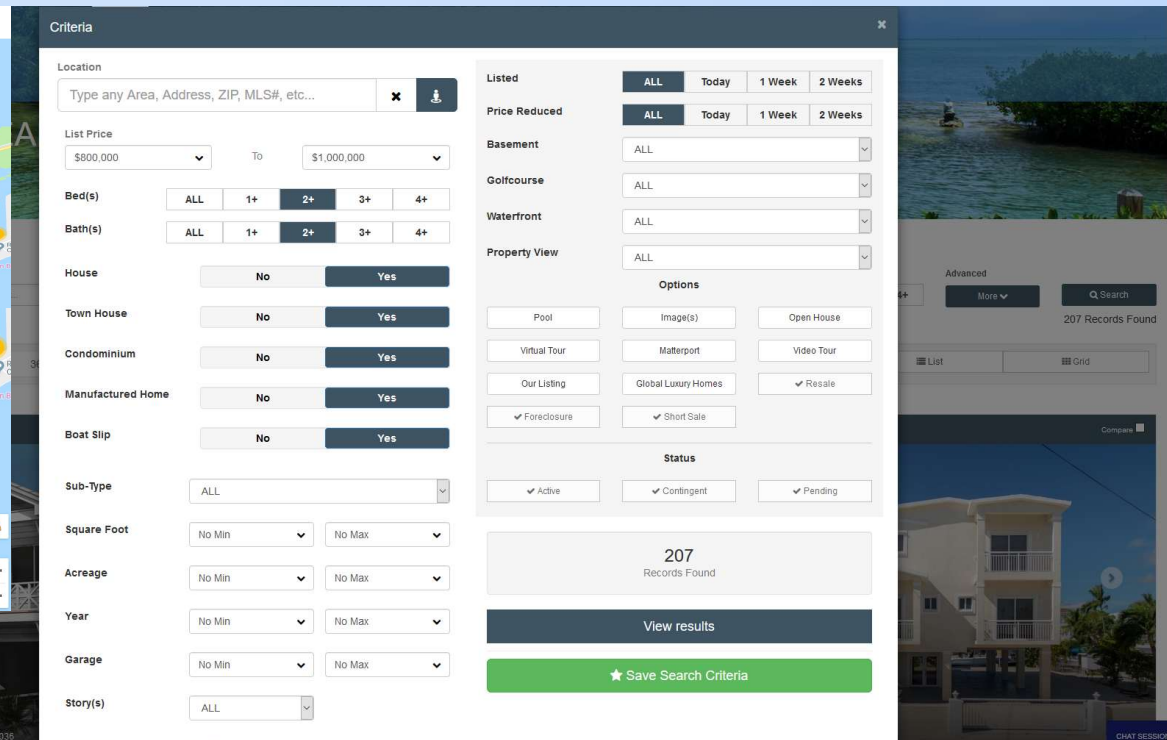 Criteria
×
Location
Type any Area, Address, ZIP, MLS#, etc...
List Price
$800,000 To $1,000,000
Bed(s) ALL 1+ 2+ 3+ 4+
Bath(s) ALL 1+ 2+ 3+ 4+
House No Yes
Town House No Yes
Condominium No Yes
Manufactured Home No Yes
Boat Slip No Yes
Sub-Type ALL
Square Foot No Min No Max
Acreage No Min No Max
Year No Min No Max
Garage No Min No Max
Story(s) ALL
Listed ALL Today 1 Week 2 Weeks
Price Reduced ALL Today 1 Week 2 Weeks
Basement ALL
Golfcourse ALL
Waterfront ALL
Property View ALL
Options
Pool Image(s) Open House
Virtual Tour Matterport Video Tour
Our Listing Global Luxury Homes ✔ Resale
✔ Foreclosure ✔ Short Sale
Status
✔ Active ✔ Contingent ✔ Pending
207
Records Found
View results
★ Save Search Criteria
A
Advanced
4+ More Search
207 Records Found
36
List Grid
Compare
CHAT SESSION